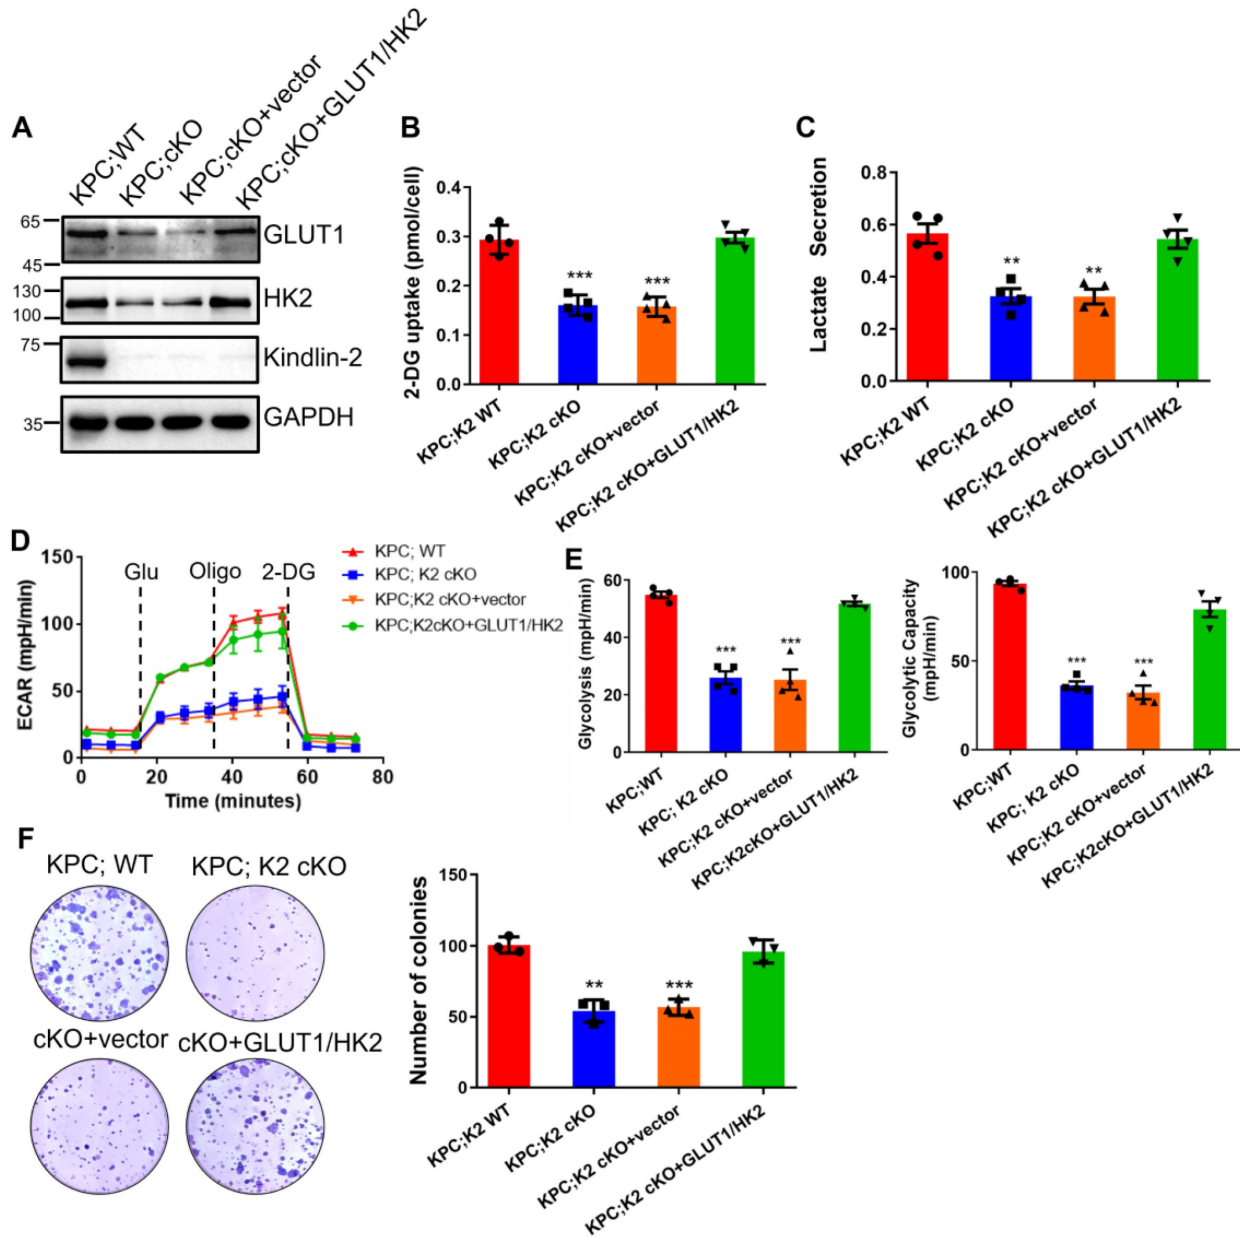 A
KPC;WT
KPC;cKO
KPC;cKO+vector
KPC;cKO+GLUT1/HK2
65
45
GLUT1
130
100
HK2
75
Kindlin-2
35
GAPDH
B
2-DG uptake (pmol/cell)
0.4
0.3
0.2
0.1
0.0
***
***
KPC;K2 WT
KPC;K2 cKO
KPC;K2 cKO+vector
KPC;K2 cKO+GLUT1/HK2
C
Lactate Secretion
0.8
0.6
0.4
0.2
0.0
**
**
KPC;K2 WT
KPC;K2 cKO
KPC;K2 cKO+vector
KPC;K2 cKO+GLUT1/HK2
D
ECAR (mpH/min)
150
100
50
0
Glu
Oligo
2-DG
0
20
40
60
80
Time (minutes)
KPC; WT
KPC; K2 cKO
KPC;K2 cKO+vector
KPC;K2cKO+GLUT1/HK2
E
Glycolysis (mpH/min)
60
40
20
0
***
***
KPC;WT
KPC; K2 cKO
KPC;K2 cKO+vector
KPC;K2cKO+GLUT1/HK2
Glycolytic Capacity
(mpH/min)
100
50
0
***
***
KPC;WT
KPC; K2 cKO
KPC;K2 cKO+vector
KPC;K2cKO+GLUT1/HK2
F
KPC; WT
KPC; K2 cKO
cKO+vector
cKO+GLUT1/HK2
Number of colonies
150
100
50
0
**
***
KPC;K2 WT
KPC;K2 cKO
KPC;K2 cKO+vector
KPC;K2 cKO+GLUT1/HK2